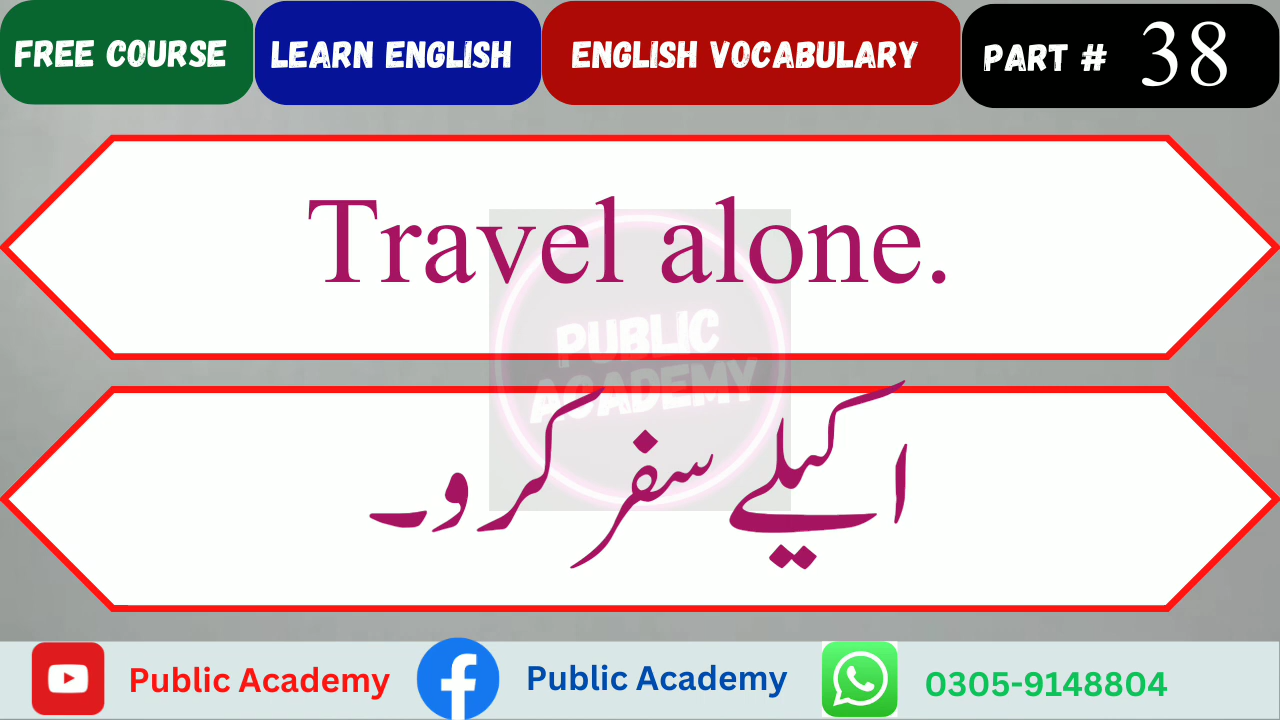 FREE COURSE
LEARN ENGLISH
ENGLISH VOCABULARY
PART # 38
Travel alone.
PUBLIC
ACADEMY
اکیلے سفر کرو۔
Public Academy
Public Academy
0305-9148804